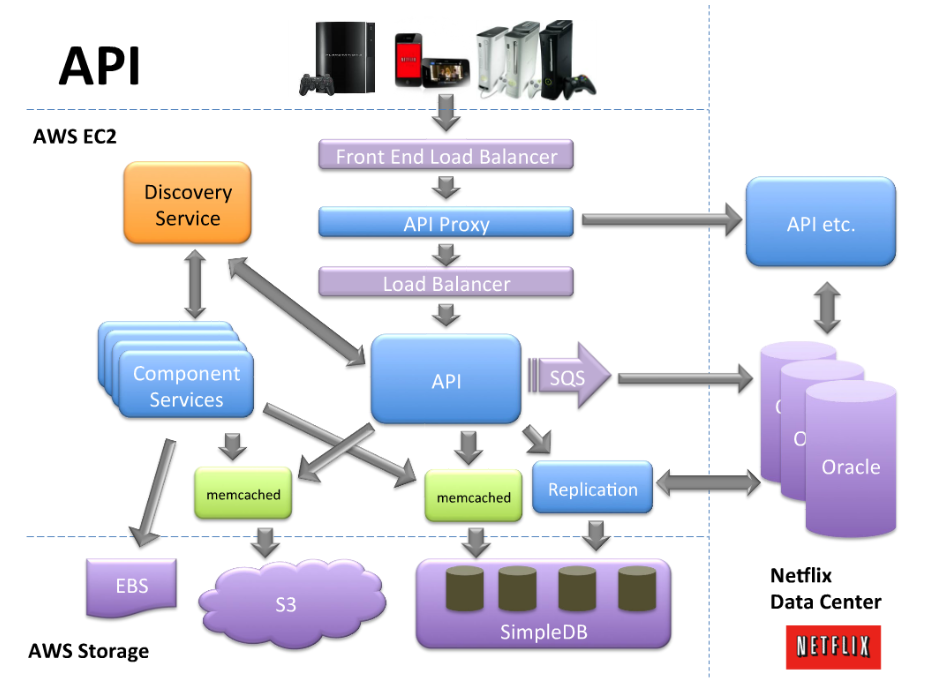 API
NETFLIX
AWS EC2
Front End Load Balancer
Discovery
Service
API Proxy
API etc.
Load Balancer
Component
Services
API
SQS
O
O
Oracle
memcached
memcached
Replication
EBS
S3
SimpleDB
Netflix
Data Center
AWS Storage
NETFLIX